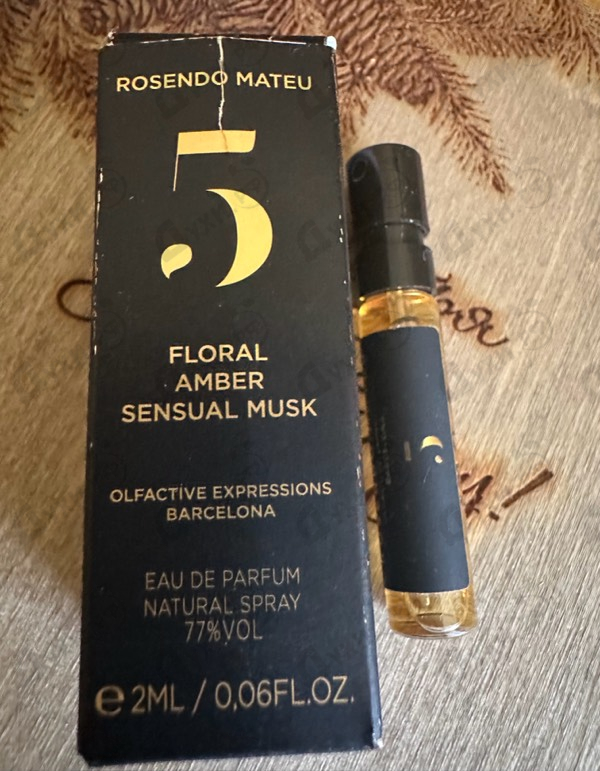 ROSENDO MATEU
5
FLORAL
AMBER
SENSUAL MUSK
OLFACTIVE EXPRESSIONS
BARCELONA
EAU DE PARFUM
NATURAL SPRAY
77%VOL
e 2ML / 0,06FL.OZ.